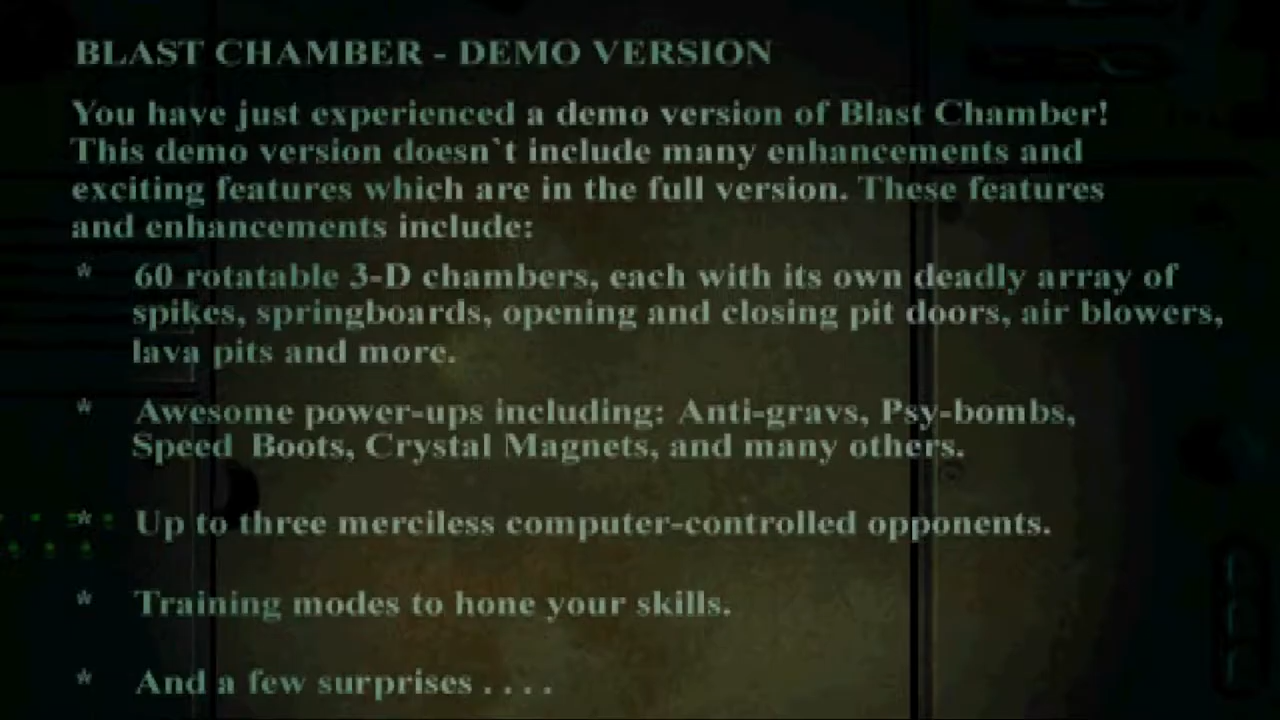 BLAST CHAMBER - DEMO VERSION
You have just experienced a demo version of Blast Chamber!
This demo version doesn`t include many enhancements and
exciting features which are in the full version. These features
and enhancements include:
* 60 rotatable 3-D chambers, each with its own deadly array of
spikes, springboards, opening and closing pit doors, air blowers,
lava pits and more.
* Awesome power-ups including: Anti-gravs, Psy-bombs,
Speed Boots, Crystal Magnets, and many others.
* Up to three merciless computer-controlled opponents.
* Training modes to hone your skills.
* And a few surprises . . . .